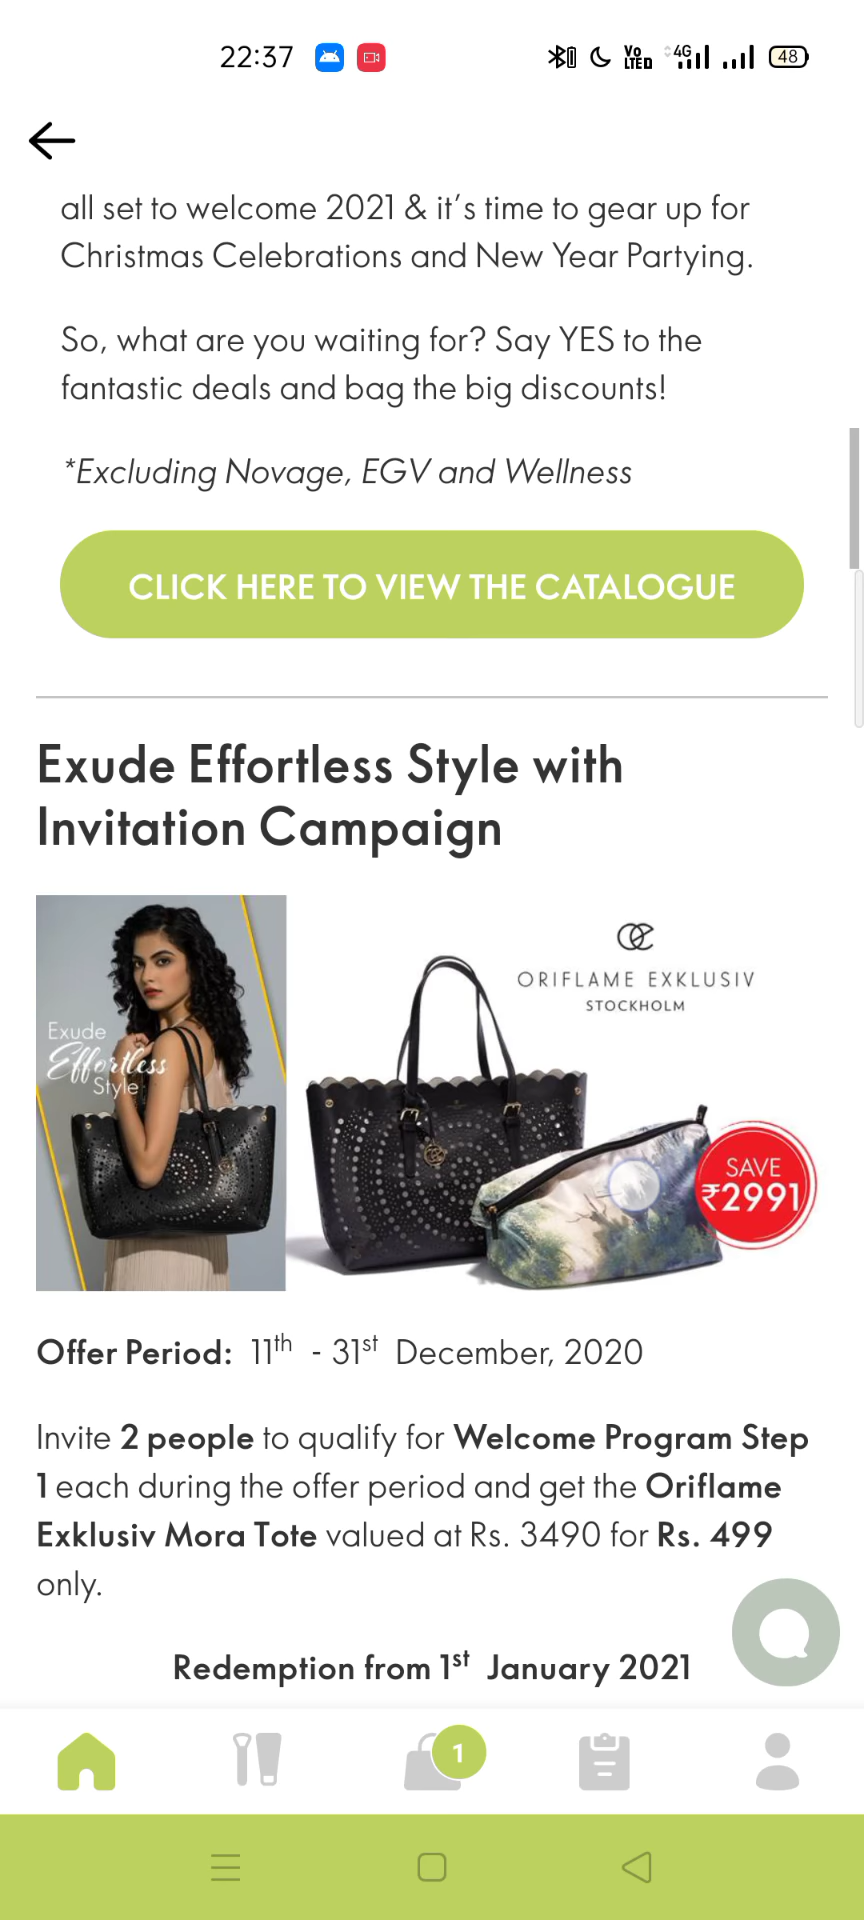 22:37
Vo
LTED
4G
48
all set to welcome 2021 & it's time to gear up for
Christmas Celebrations and New Year Partying.
So, what are you waiting for? Say YES to the
fantastic deals and bag the big discounts!
*Excluding Novage, EGV and Wellness
CLICK HERE TO VIEW THE CATALOGUE
Exude Effortless Style with
Invitation Campaign
Exude
Effortless
Style
ORIFLAME EXKLUSIV
STOCKHOLM
SAVE
₹2991
Offer Period: 11th - 31st December, 2020
Invite 2 people to qualify for Welcome Program Step
1 each during the offer period and get the Oriflame
Exklusiv Mora Tote valued at Rs. 3490 for Rs. 499
only.
Redemption from 1st January 2021
1